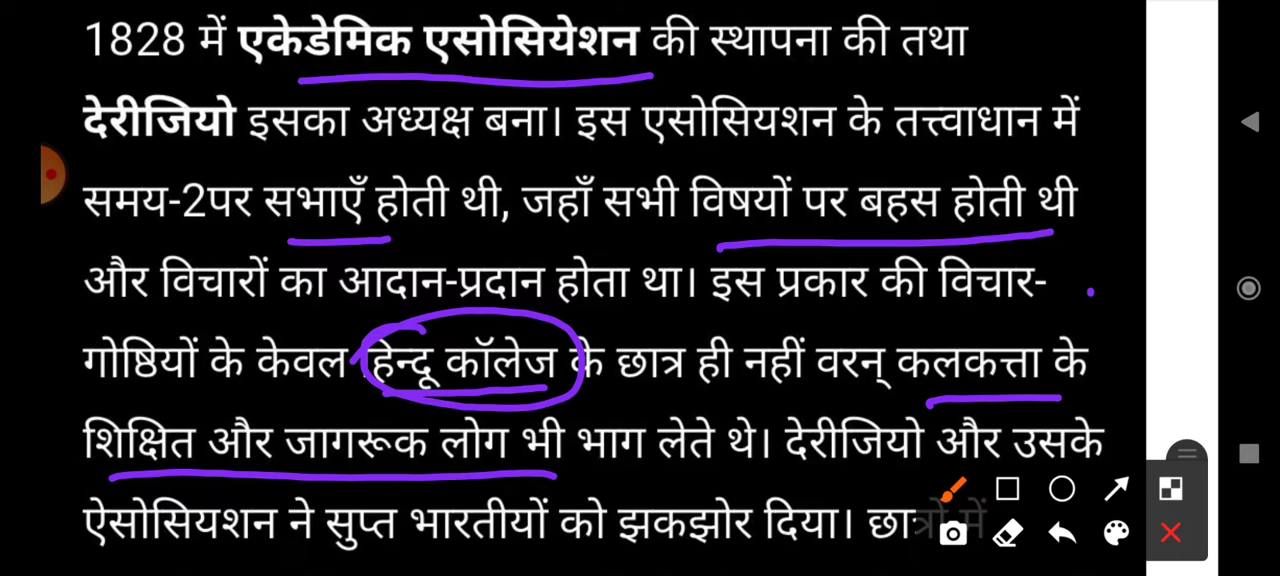 1828 में एकेडेमिक एसोसियेशन की स्थापना की तथा
देरीजियो इसका अध्यक्ष बना। इस एसोसियशन के तत्त्वाधान में
समय-2पर सभाएँ होती थी, जहाँ सभी विषयों पर बहस होती थी
और विचारों का आदान-प्रदान होता था। इस प्रकार की विचार-
गोष्ठियों के केवल हिन्दू कॉलेज के छात्र ही नहीं वरन् कलकत्ता के
शिक्षित और जागरूक लोग भी भाग लेते थे। देरीजियो और उसके
ऐसोसियशन ने सुप्त भारतीयों को झकझोर दिया। छात्रों में